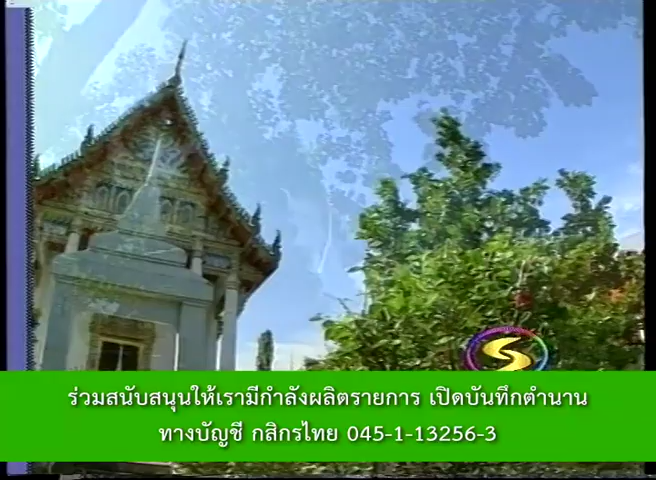 ร่วมสนับสนุนให้เรามีกำลังผลิตรายการ เปิดบันทึกตำนาน
ทางบัญชี กสิกรไทย 045-1-13256-3